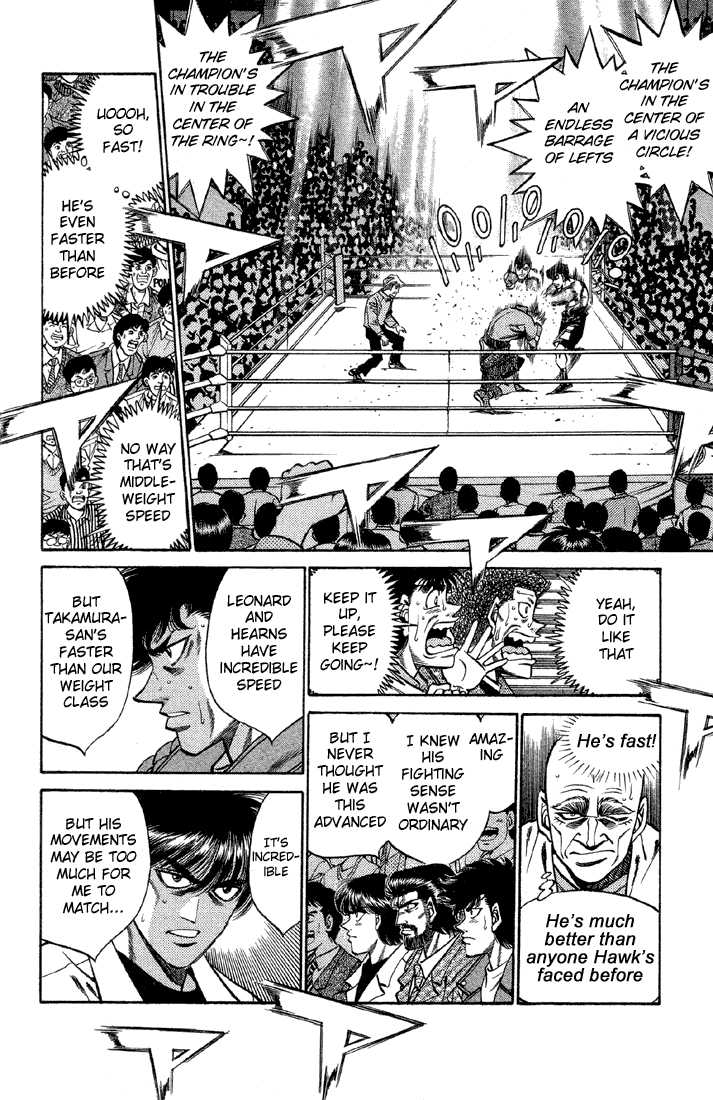 THE
CHAMPION'S
IN THE
CENTER OF
A VICIOUS
CIRCLE!
AN
ENDLESS
BARRAGE
OF LEFTS
THE
CHAMPION'S
IN TROUBLE
IN THE
CENTER OF
THE RING~!
UOOOH,
SO
FAST!
HE'S
EVEN
FASTER
THAN
BEFORE
NO WAY
THAT'S
MIDDLE-
WEIGHT
SPEED
YEAH,
DO IT
LIKE
THAT
KEEP IT
UP,
PLEASE
KEEP
GOING~!
LEONARD
AND
HEARNS
HAVE
INCREDIBLE
SPEED
BUT
TAKAMURA-
SAN'S
FASTER
THAN OUR
WEIGHT
CLASS
He's fast!
He's much
better than
anyone Hawk's
faced before
AMAZ-
ING
I KNEW
HIS
FIGHTING
SENSE
WASN'T
ORDINARY
BUT I
NEVER
THOUGHT
HE WAS
THIS
ADVANCED
IT'S
INCRED-
IBLE
BUT HIS
MOVEMENTS
MAY BE TOO
MUCH FOR
ME TO
MATCH...